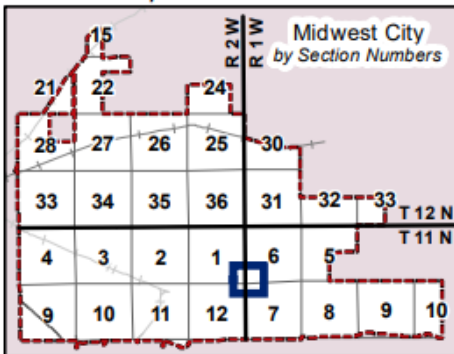 Midwest City
by Section Numbers
R 2 W
R 1 W
15
21 22 24
28 27 26 25 30
33 34 35 36 31 32 33
T 12 N
T 11 N
4 3 2 1 6 5
9 10 11 12 7 8 9 10